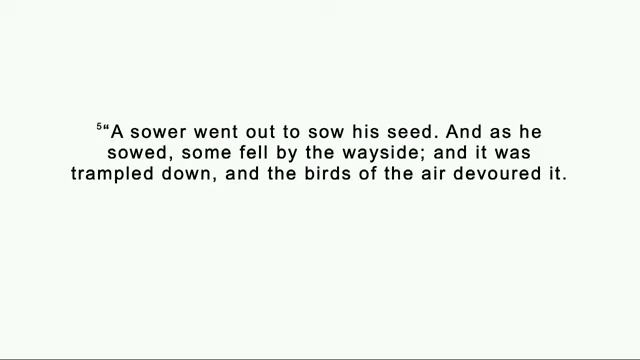 5“A sower went out to sow his seed. And as he
sowed, some fell by the wayside; and it was
trampled down, and the birds of the air devoured it.